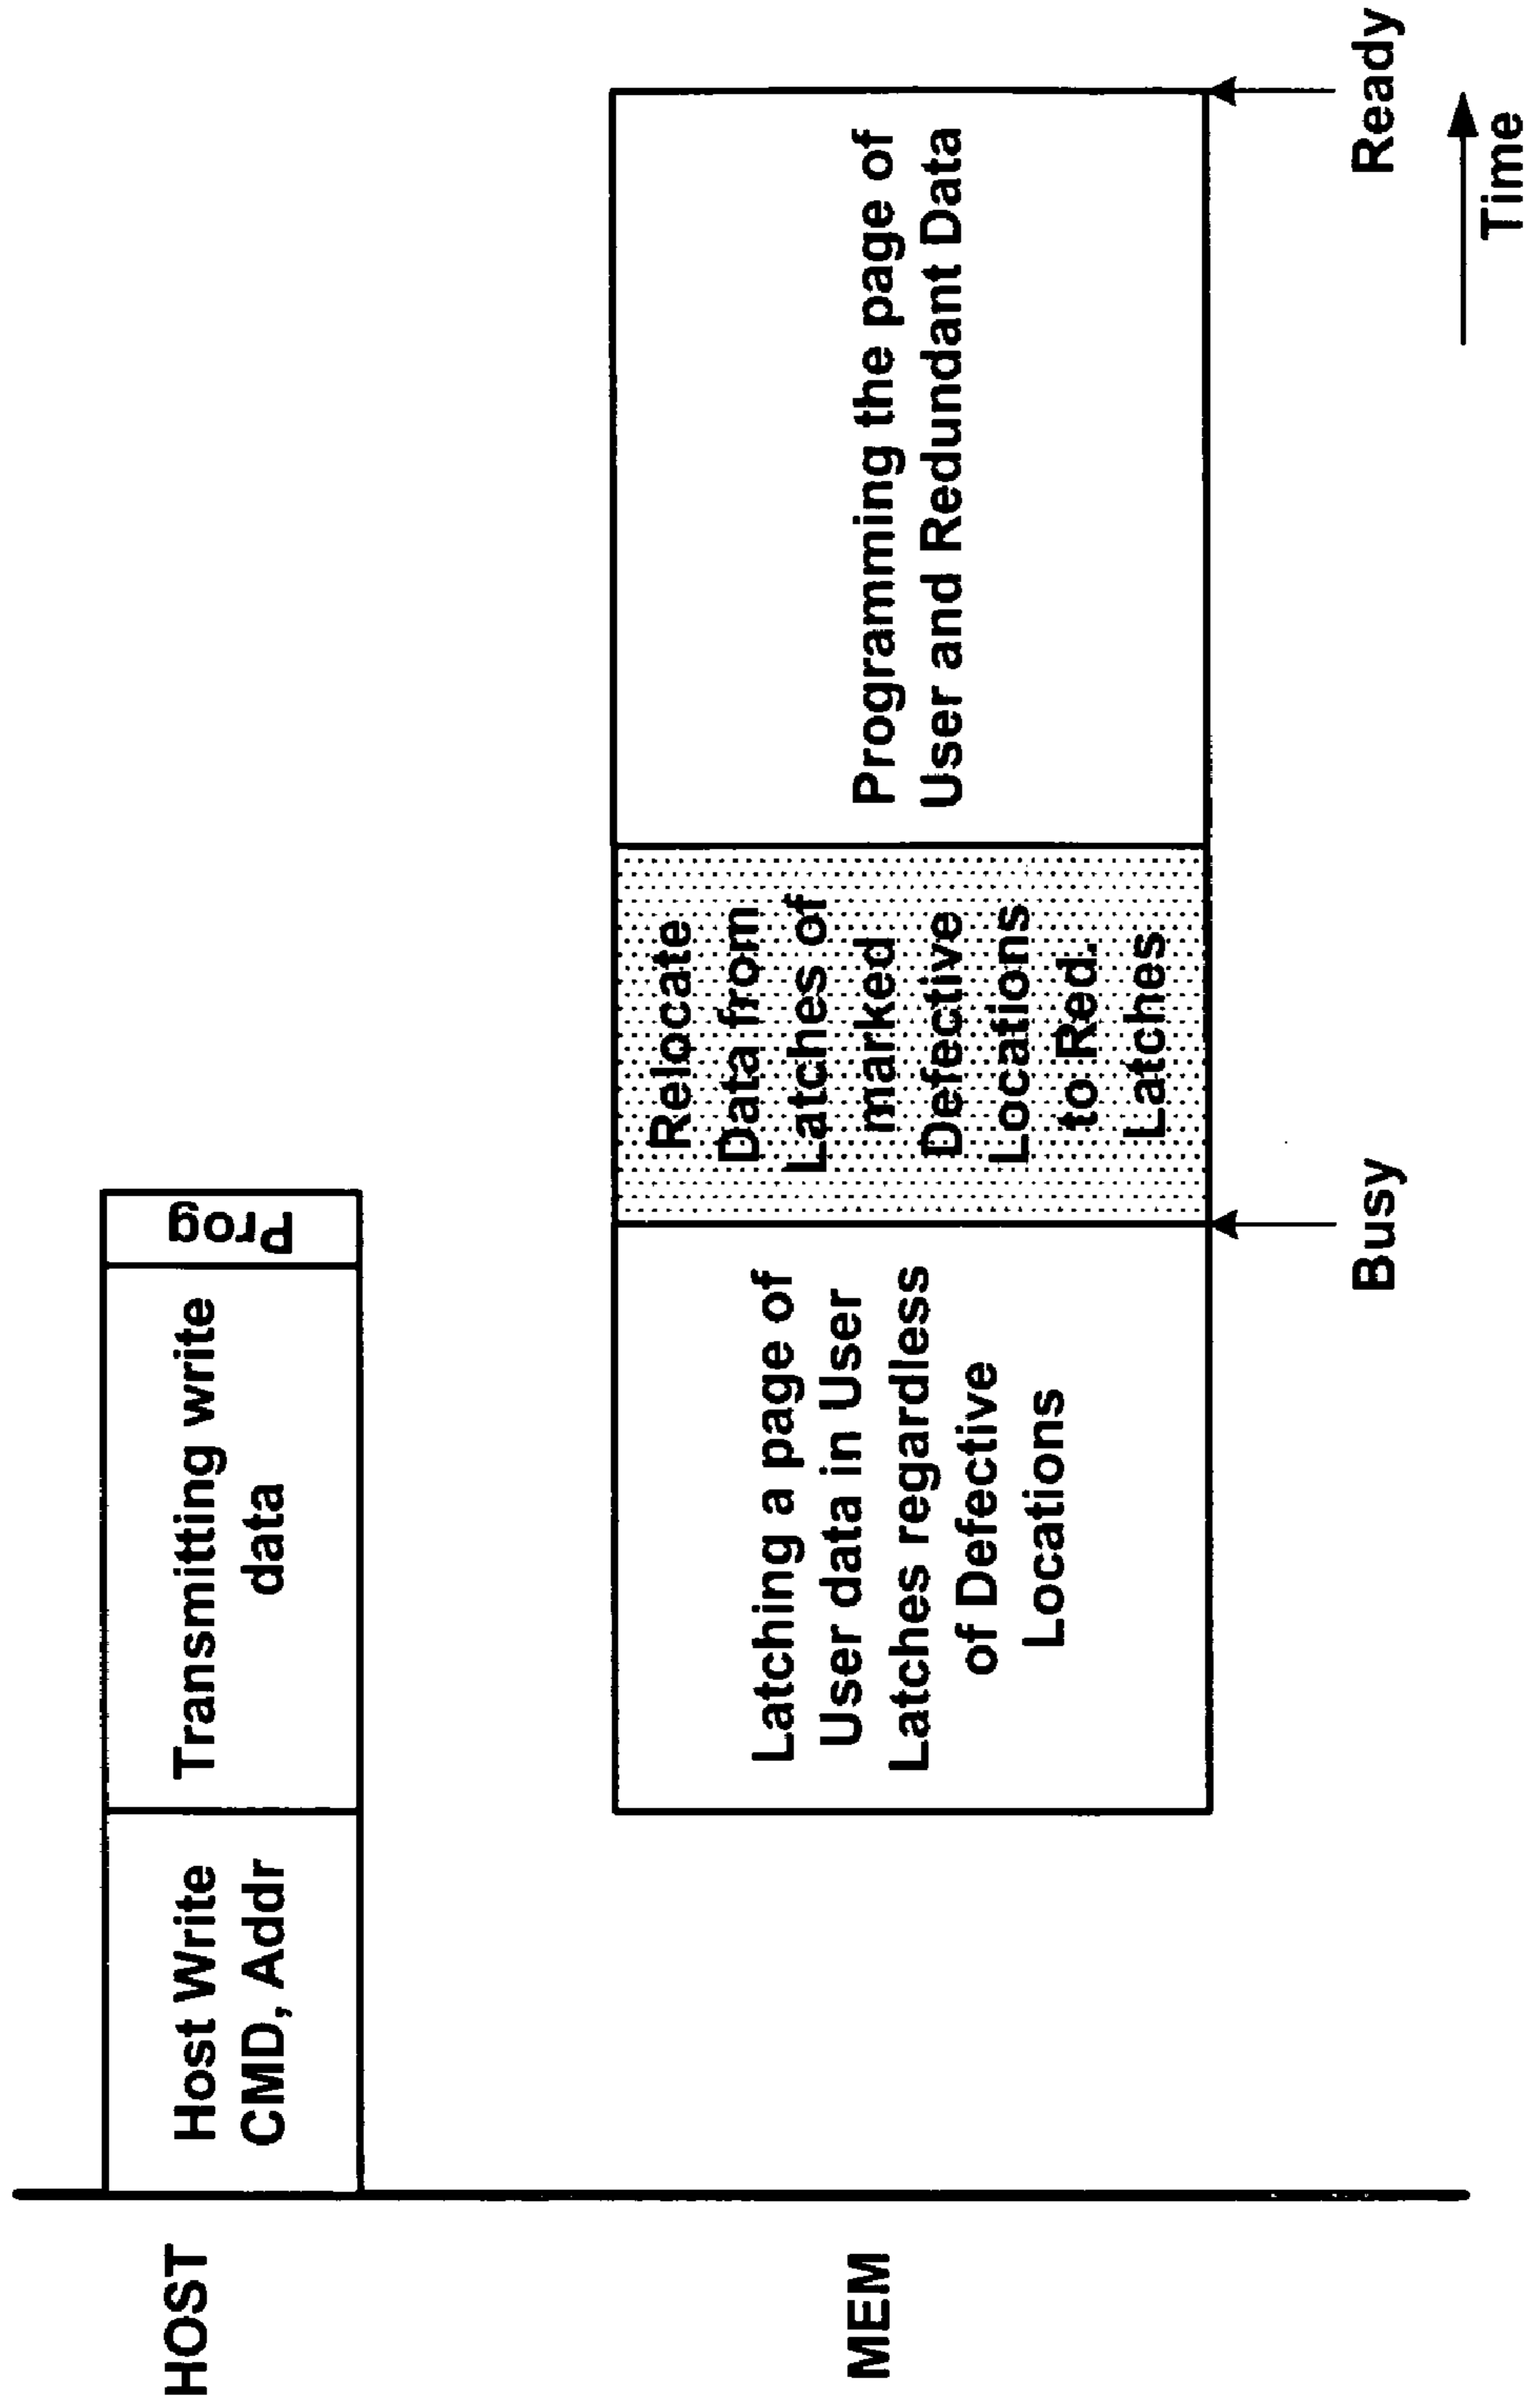 HOST
Host Write
CMD, Addr
Transmitting write
data
Prog
MEM
Latching a page of
User data in User
Latches regardless
of Defective
Locations
Relocate
Data from
Latches of
marked
Defective
Locations
to Red.
Latches
Programming the page of
User and Redundant Data
Busy
Ready
Time